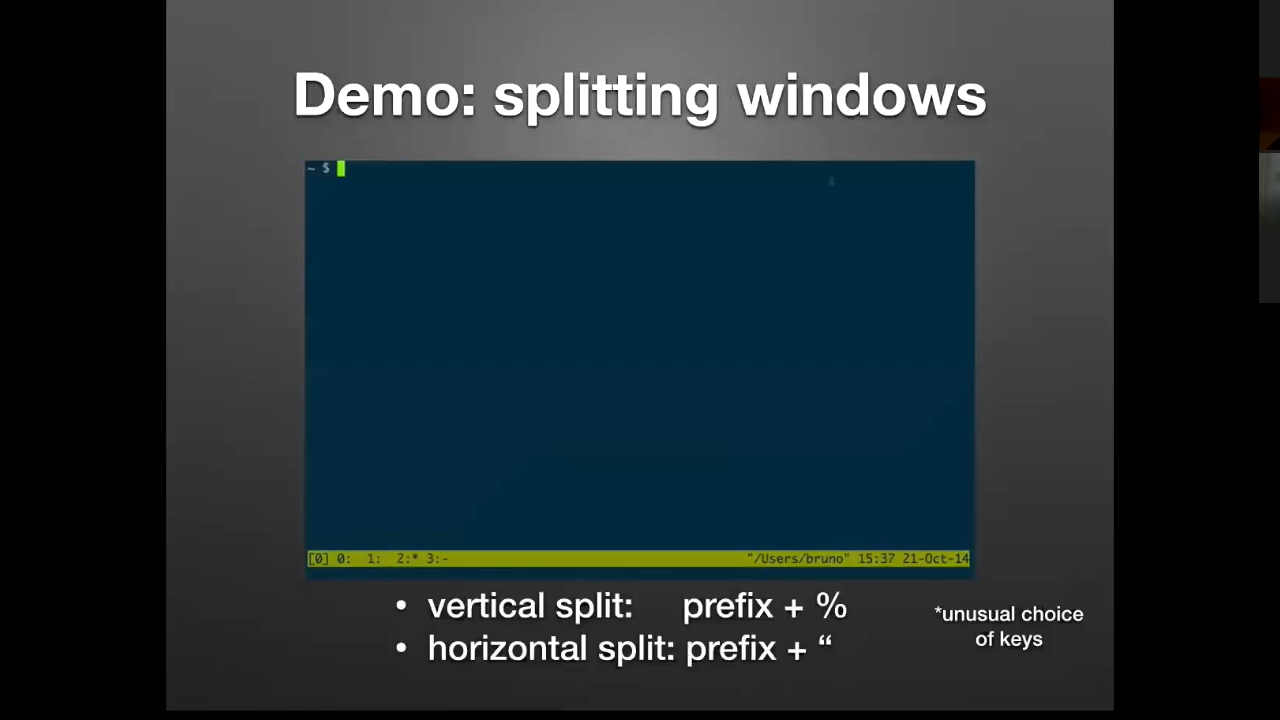 Demo: splitting windows
~ $
[0] 0:  1:  2:* 3:- "/Users/bruno" 15:37 21-Oct-14
• vertical split: prefix + %
• horizontal split: prefix + “
*unusual choice
of keys